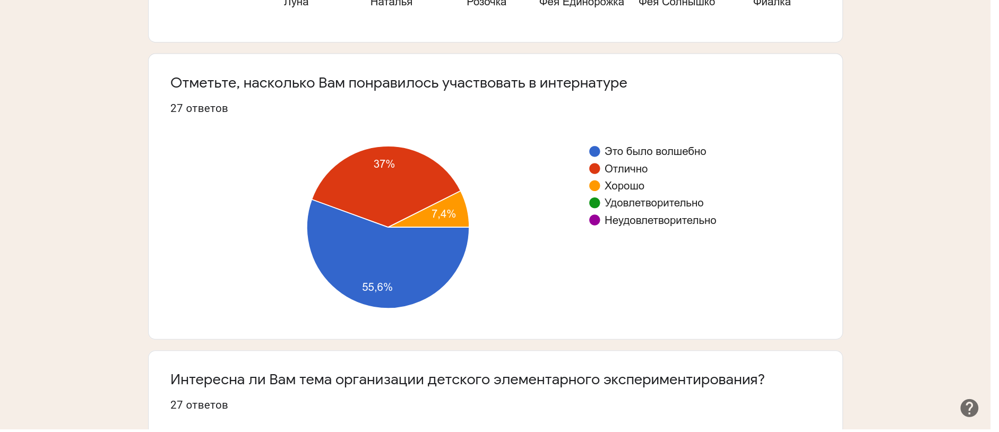 Луна Наталья Розочка Фея Единорожка Фея Солнышко Фиалка
Отметьте, насколько Вам понравилось участвовать в интернатуре
27 ответов
37%
7,4%
55,6%
Это было волшебно
Отлично
Хорошо
Удовлетворительно
Неудовлетворительно
Интересна ли Вам тема организации детского элементарного экспериментирования?
27 ответов
?